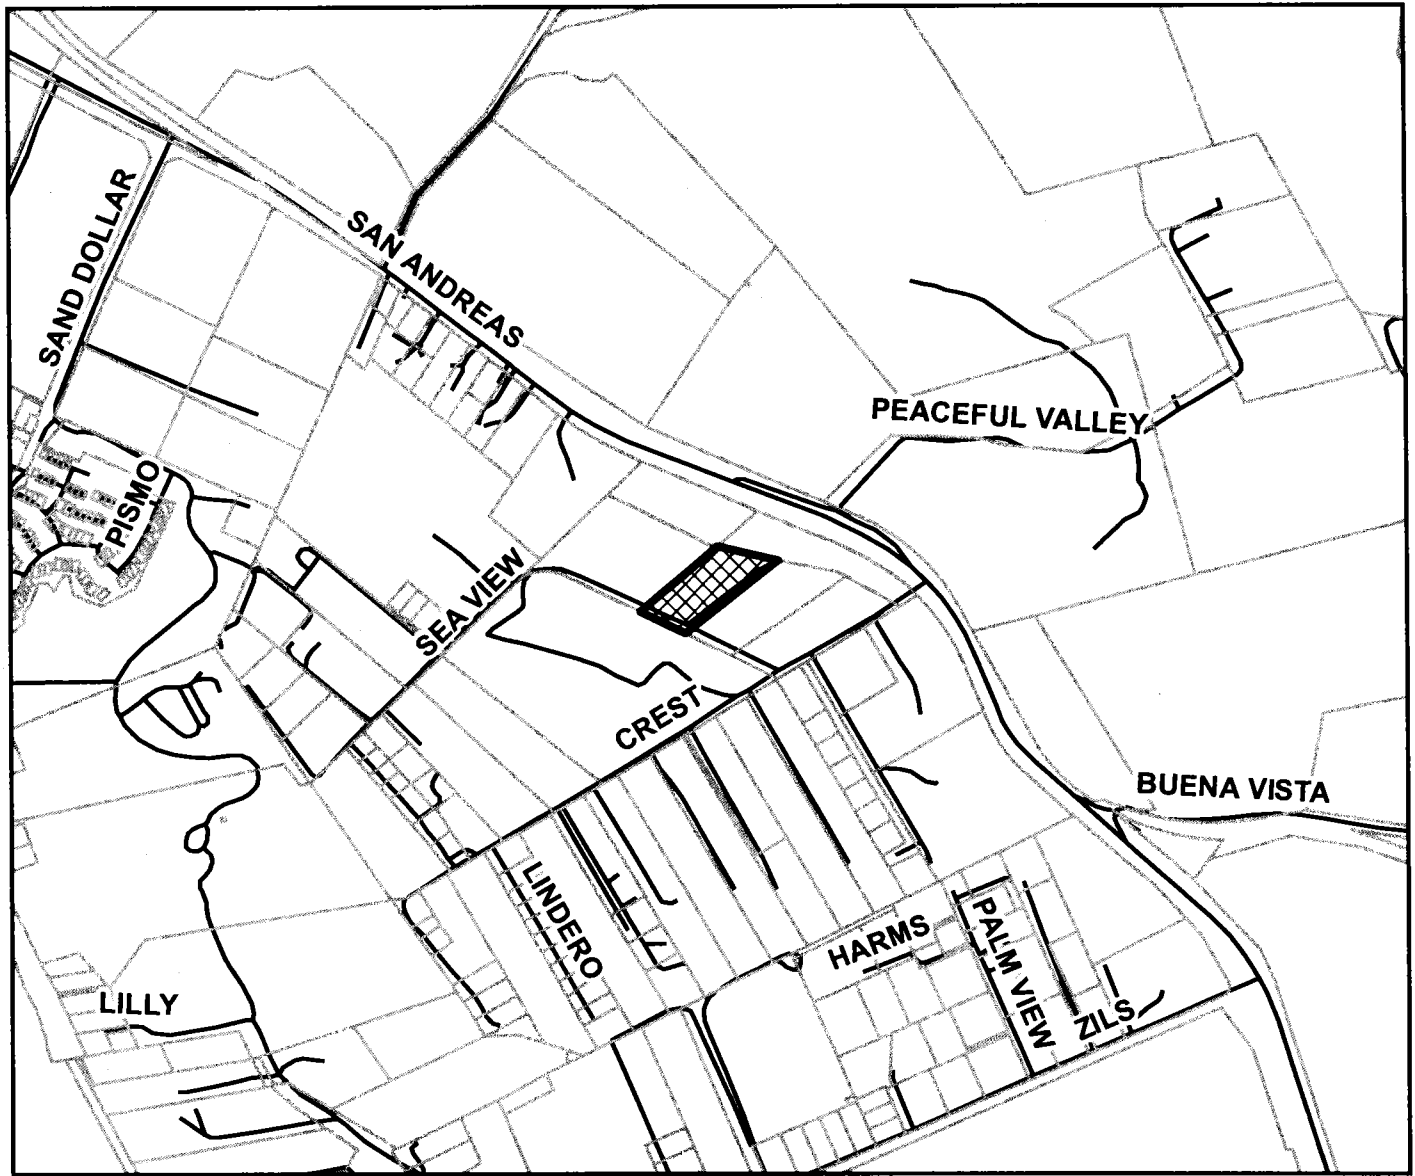 SAND DOLLAR
SAN ANDREAS
PEACEFUL VALLEY
PISMO
SEA VIEW
CREST
BUENA VISTA
LINDERO
HARMS
PALM VIEW
LILLY
ZILS